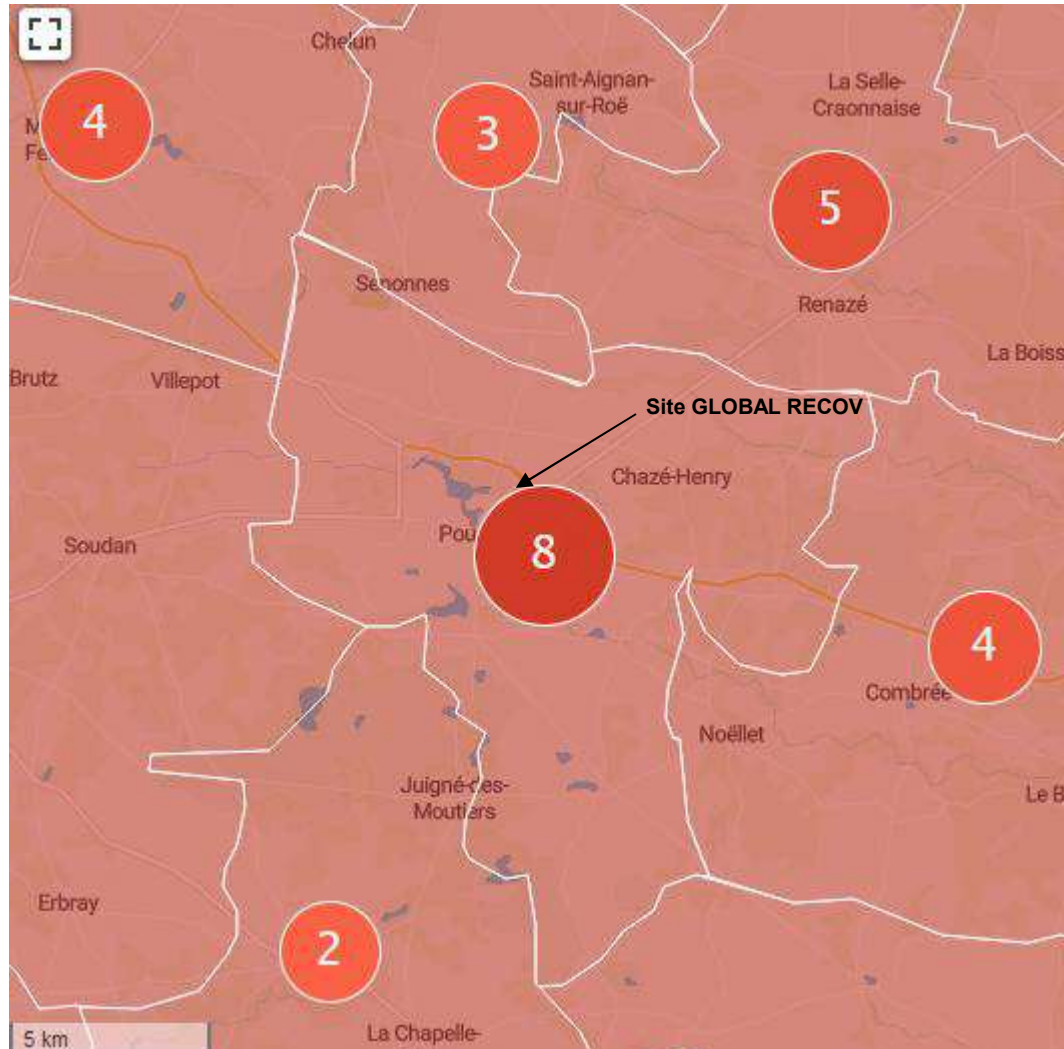 Chelun
4
3
Saint-Aignan-
sur-Roë
La Selle-
Craonnaise
5
Senonnes
Renazé
La Boiss
Brutz
Villepot
Site GLOBAL RECOV
Chazé-Henry
Soudan
Pou
8
4
Combrée
Noëllet
Juigné-des-
Moutiers
Le B
Erbray
2
La Chapelle-
5 km